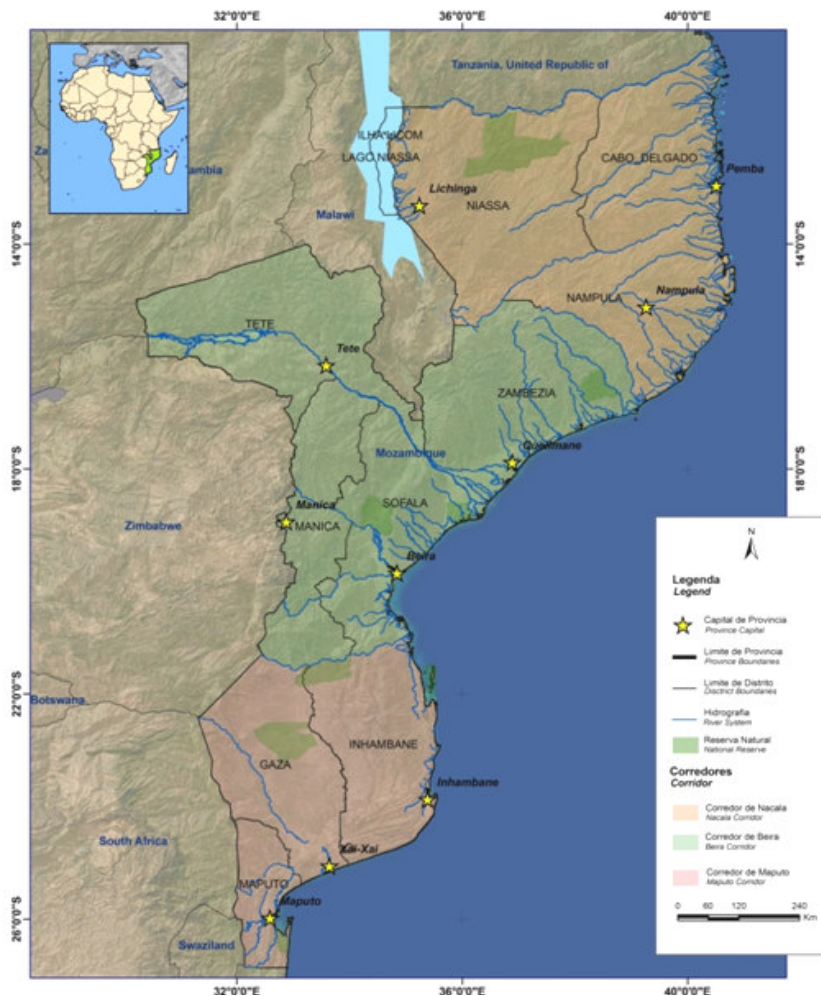 32°0'0"E
36°0'0"E
40°0'0"E
Tanzania, United Republic of
ambia
ILHA LICOM
LAGO NIASSA
CABO_DELGADO
Pemba
Lichinga
NIASSA
Malawi
14°0'0"S
14°0'0"S
NAMPULA
Nampula
TETE
Tete
ZAMBEZIA
Mozambique
Quelimane
18°0'0"S
18°0'0"S
SOFALA
Manica
MANICA
Zimbabwe
Beira
N
Legenda
Legend
Capital de Provincia
Province Capital
Limite de Provincia
Province Boundaries
Limite de Distrito
Disctrict Boundaries
Hidrografia
River System
Reserva Natural
National Reserve
Corredores
Corridor
Corredor de Nacala
Nacala Corridor
Corredor de Beira
Beira Corridor
Corredor de Maputo
Maputo Corridor
0 60 120 240
Km
22°0'0"S
Botswana
INHAMBANE
GAZA
Inhambane
South Africa
Xai-Xai
MAPUTO
Maputo
26°0'0"S
Swaziland
32°0'0"E
36°0'0"E
40°0'0"E